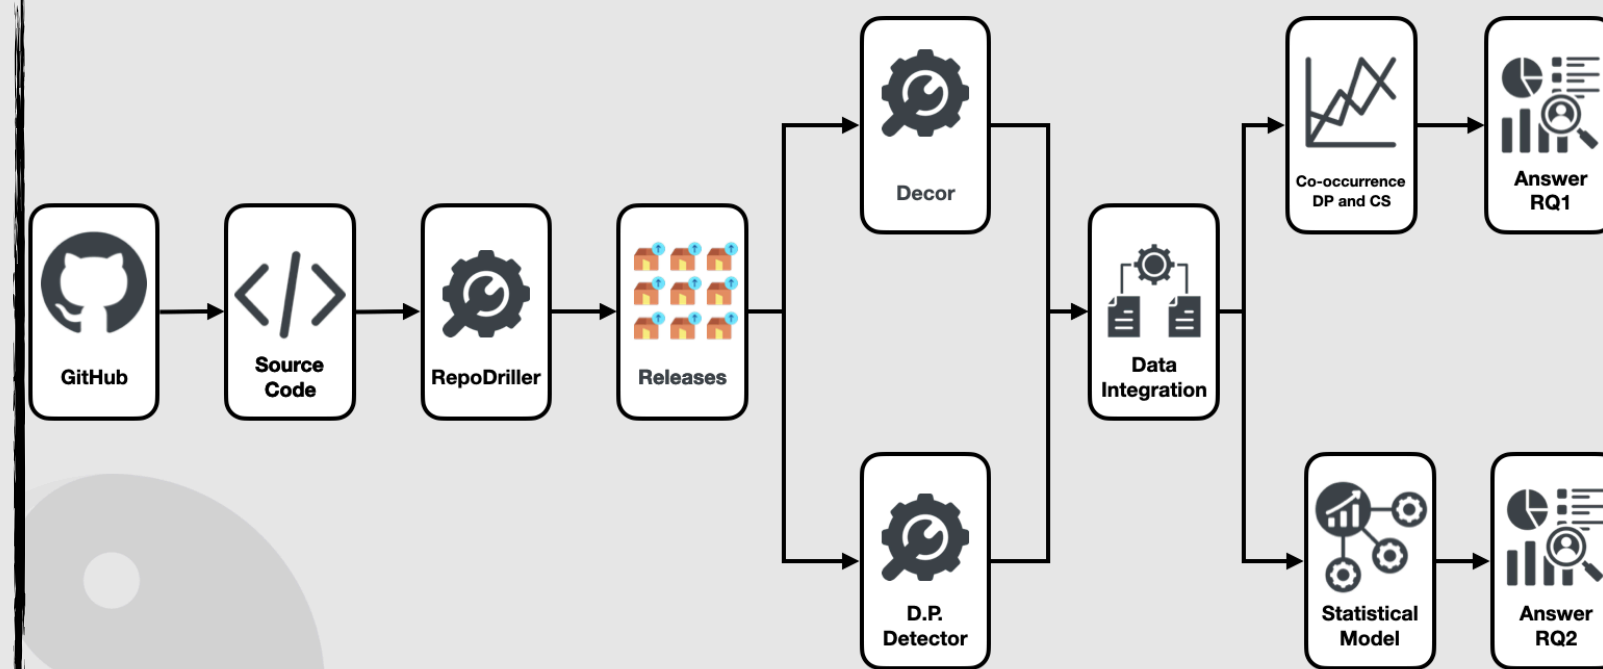 GitHub
Source
Code
RepoDriller
Releases
Decor
D.P.
Detector
Data
Integration
Co-occurrence
DP and CS
Answer
RQ1
Statistical
Model
Answer
RQ2